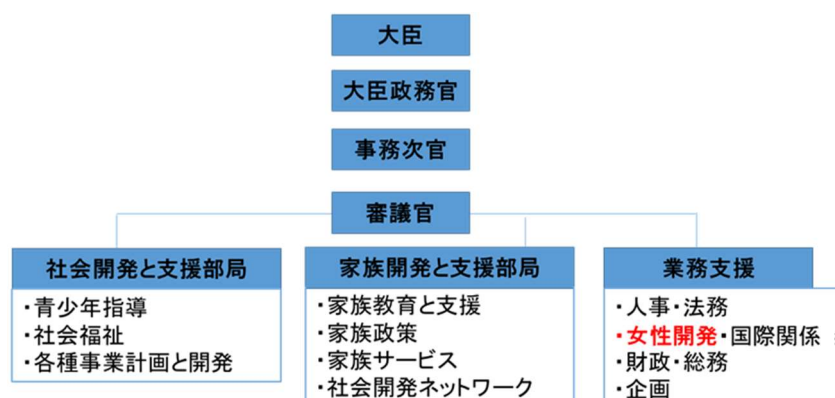 大臣
大臣政務官
事務次官
審議官
社会開発と支援部局
・青少年指導
・社会福祉
・各種事業計画と開発
家族開発と支援部局
・家族教育と支援
・家族政策
・家族サービス
・社会開発ネットワーク
業務支援
・人事・法務
・女性開発・国際関係
・財政・総務
・企画